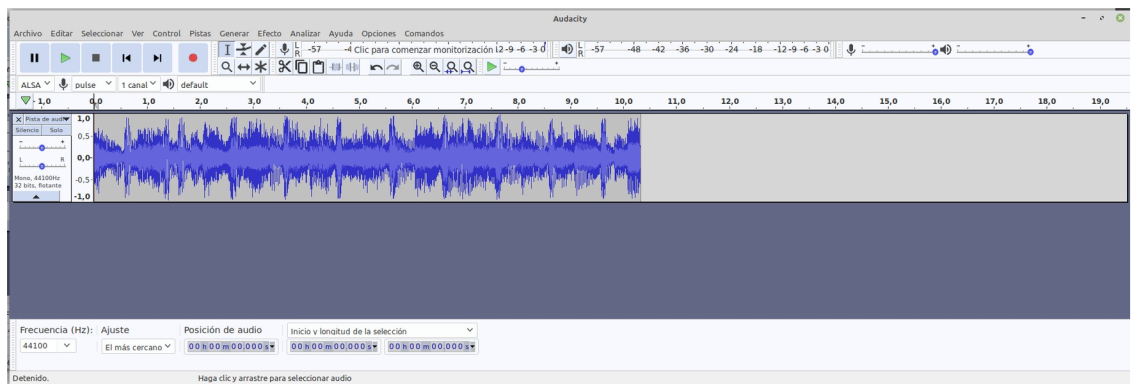 Audacity
Archivo Editar Seleccionar Ver Control Pistas Generar Efecto Analizar Ayuda Opciones Comandos
L R -57 -4 Clic para comenzar monitorización 12-9 -6 -3 0 L R -57 -48 -42 -36 -30 -24 -18 -12-9 -6 -3 0
ALSA pulse 1 canal default
- 1,0 0,0 1,0 2,0 3,0 4,0 5,0 6,0 7,0 8,0 9,0 10,0 11,0 12,0 13,0 14,0 15,0 16,0 17,0 18,0 19,0
X Pista de audi 1,0
Silencio Solo 0,5
- + 0,0
L R
Mono, 44100Hz -0,5
32 bits, flotante
-1,0
Frecuencia (Hz): Ajuste Posición de audio Inicio y longitud de la selección
44100 El más cercano 00 h 00 m 00,000 s 00 h 00 m 00,000 s 00 h 00 m 00,000 s
Detenido. Haga clic y arrastre para seleccionar audio